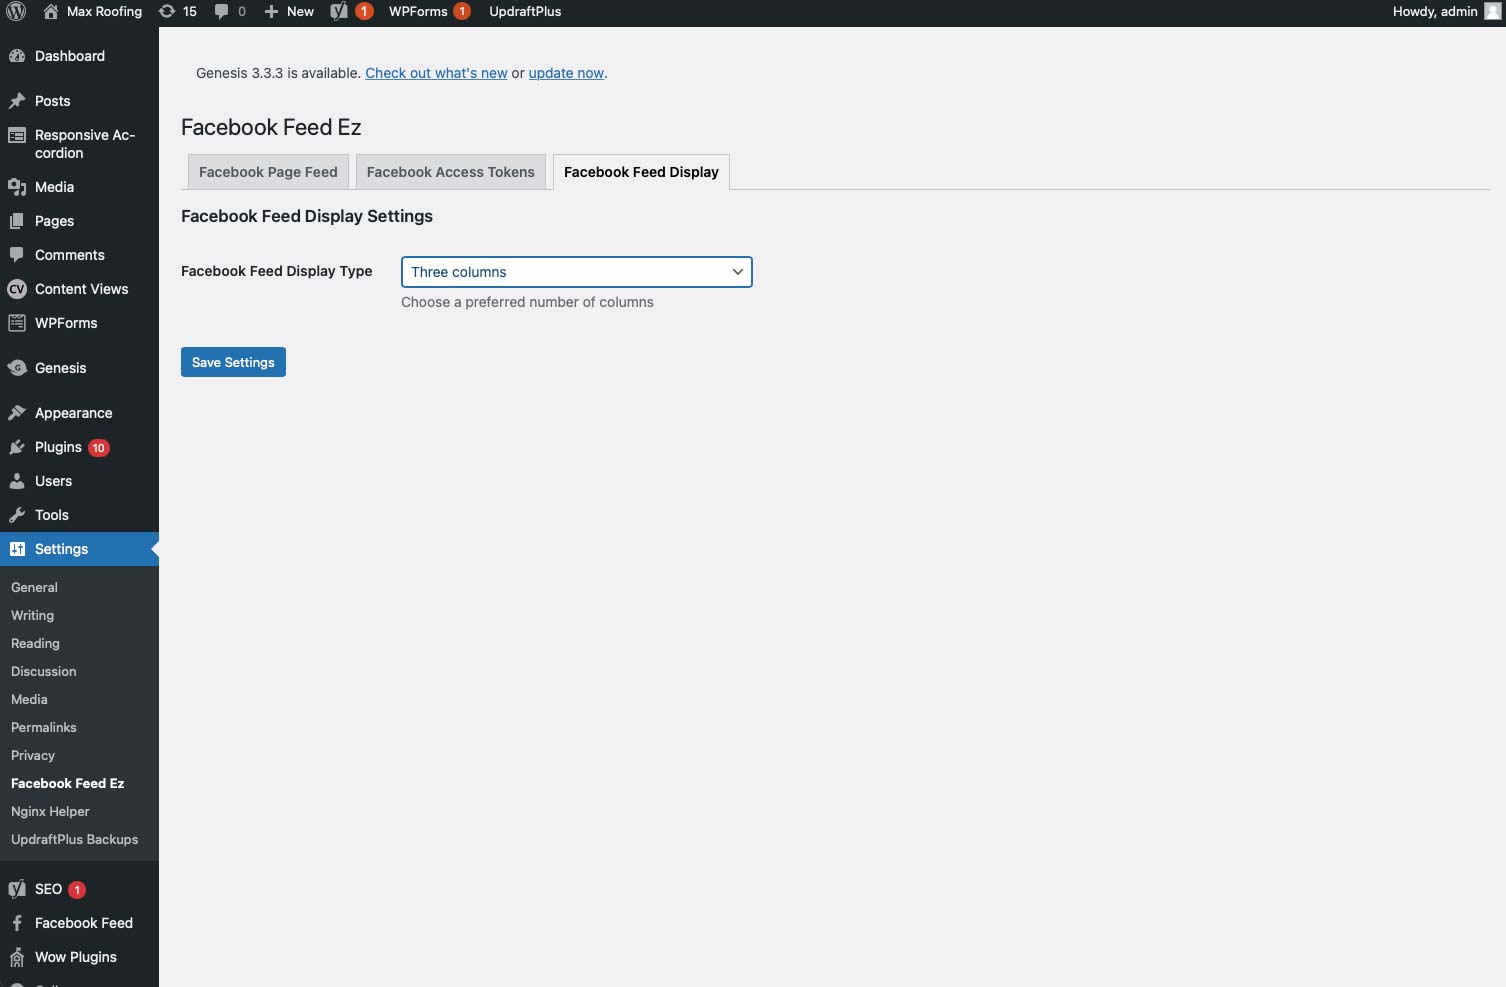 Max Roofing 15 0 New 1 WPForms 1 UpdraftPlus Howdy, admin
Dashboard
Posts
Responsive Ac-
cordion
Media
Pages
Comments
CV Content Views
WPForms
G Genesis
Appearance
Plugins 10
Users
Tools
Settings
General
Writing
Reading
Discussion
Media
Permalinks
Privacy
Facebook Feed Ez
Nginx Helper
UpdraftPlus Backups
SEO 1
Facebook Feed
Wow Plugins
Genesis 3.3.3 is available. Check out what's new or update now.
Facebook Feed Ez
Facebook Page Feed Facebook Access Tokens Facebook Feed Display
Facebook Feed Display Settings
Facebook Feed Display Type Three columns
Choose a preferred number of columns
Save Settings